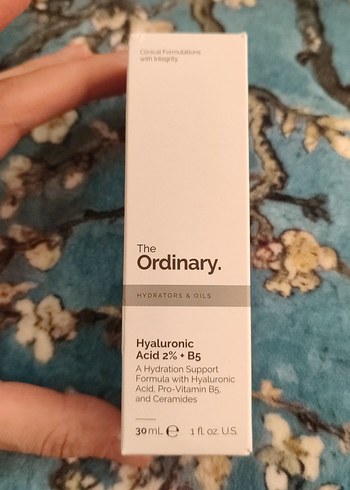 Clinical Formulations
with Integrity.
The
Ordinary.
HYDRATORS & OILS
Hyaluronic
Acid 2% + B5
A Hydration Support
Formula with Hyaluronic
Acid, Pro-Vitamin B5,
and Ceramides
30 mL ℮ 1 fl. oz. U.S.